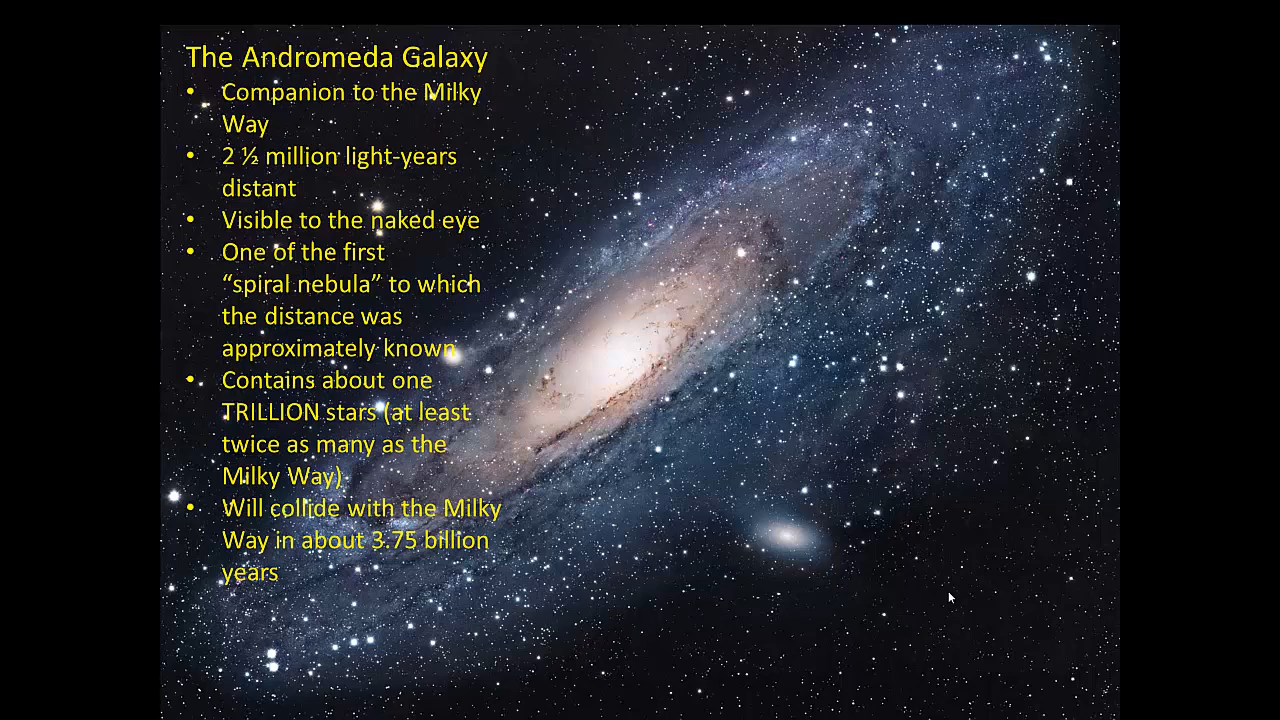 The Andromeda Galaxy
• Companion to the Milky
Way
• 2 ½ million light-years
distant
• Visible to the naked eye
• One of the first
“spiral nebula” to which
the distance was
approximately known
• Contains about one
TRILLION stars (at least
twice as many as the
Milky Way)
• Will collide with the Milky
Way in about 3.75 billion
years